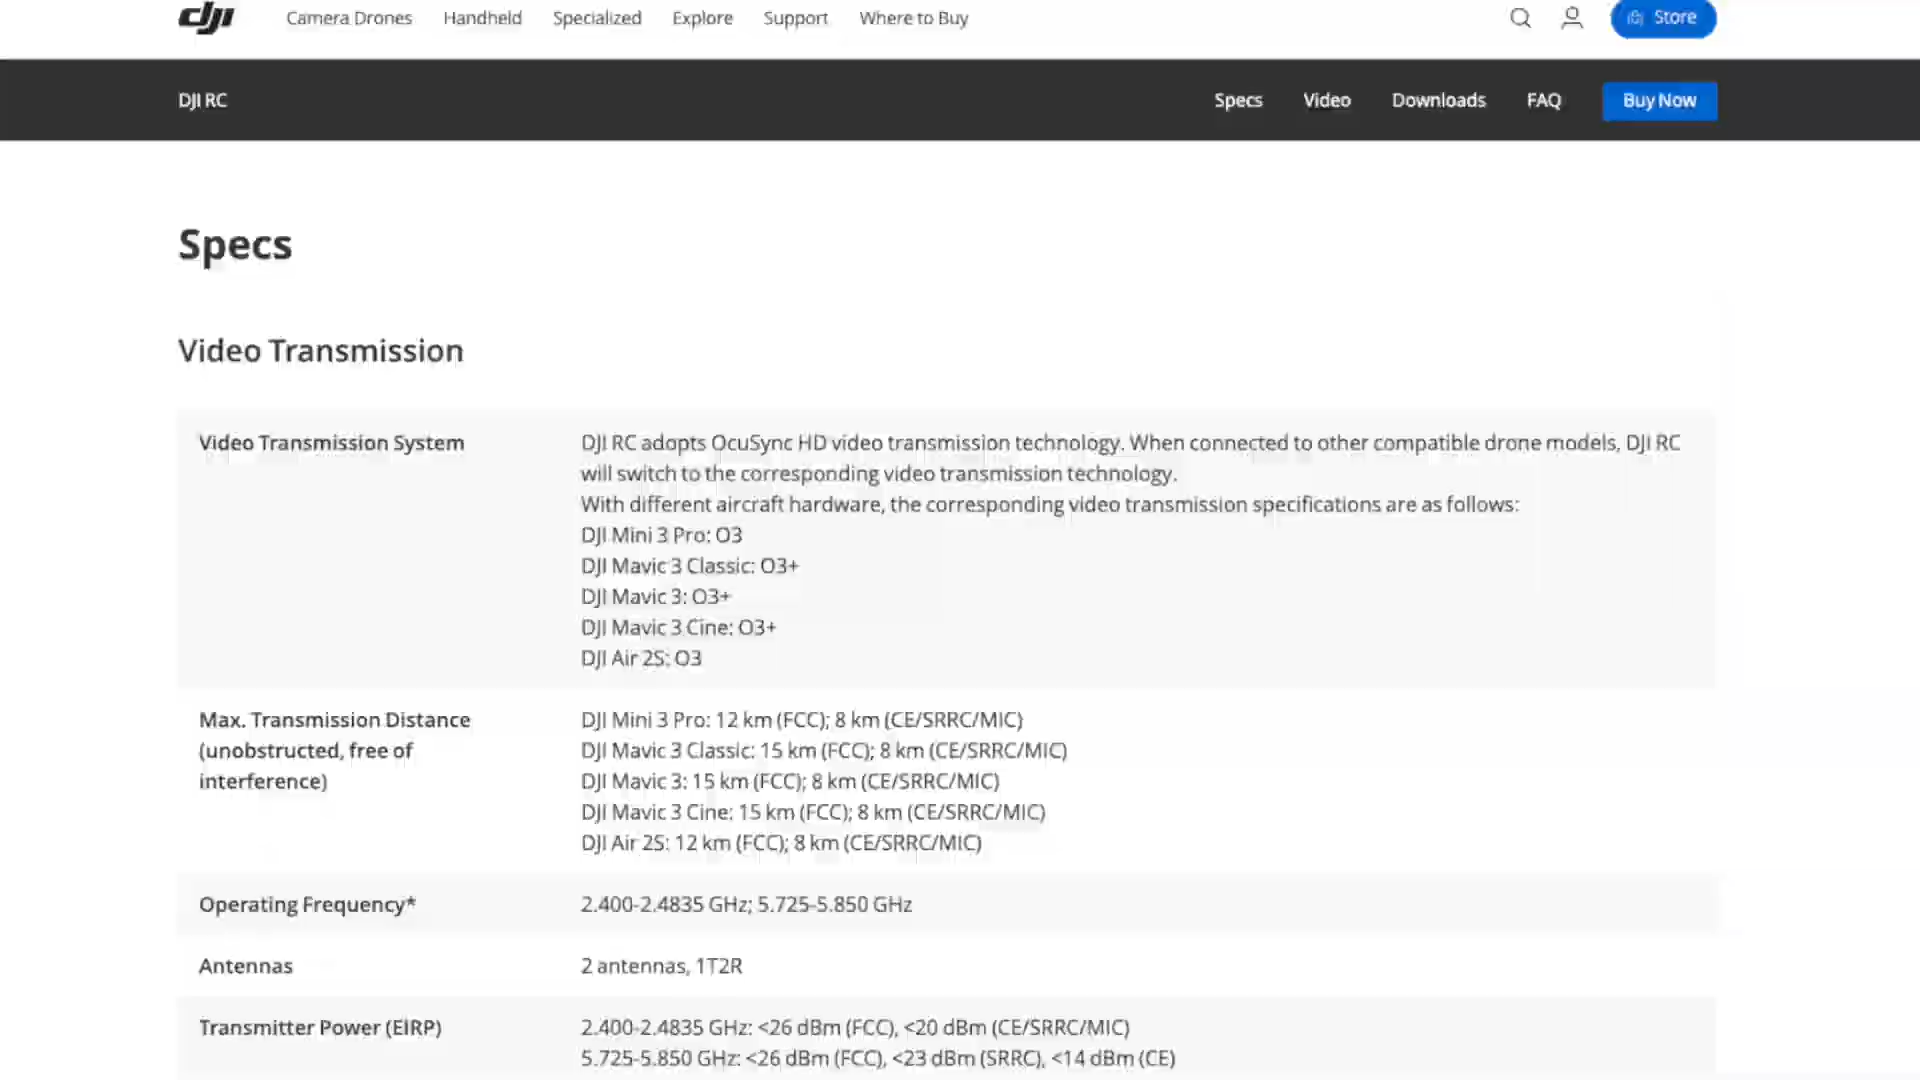 dji Camera Drones Handheld Specialized Explore Support Where to Buy Store
DJI RC Specs Video Downloads FAQ Buy Now
Specs
Video Transmission
Video Transmission System
DJI RC adopts OcuSync HD video transmission technology. When connected to other compatible drone models, DJI RC
will switch to the corresponding video transmission technology.
With different aircraft hardware, the corresponding video transmission specifications are as follows:
DJI Mini 3 Pro: O3
DJI Mavic 3 Classic: O3+
DJI Mavic 3: O3+
DJI Mavic 3 Cine: O3+
DJI Air 2S: O3
Max. Transmission Distance
(unobstructed, free of
interference)
DJI Mini 3 Pro: 12 km (FCC); 8 km (CE/SRRC/MIC)
DJI Mavic 3 Classic: 15 km (FCC); 8 km (CE/SRRC/MIC)
DJI Mavic 3: 15 km (FCC); 8 km (CE/SRRC/MIC)
DJI Mavic 3 Cine: 15 km (FCC); 8 km (CE/SRRC/MIC)
DJI Air 2S: 12 km (FCC); 8 km (CE/SRRC/MIC)
Operating Frequency*
2.400-2.4835 GHz; 5.725-5.850 GHz
Antennas
2 antennas, 1T2R
Transmitter Power (EIRP)
2.400-2.4835 GHz: <26 dBm (FCC), <20 dBm (CE/SRRC/MIC)
5.725-5.850 GHz: <26 dBm (FCC), <23 dBm (SRRC), <14 dBm (CE)